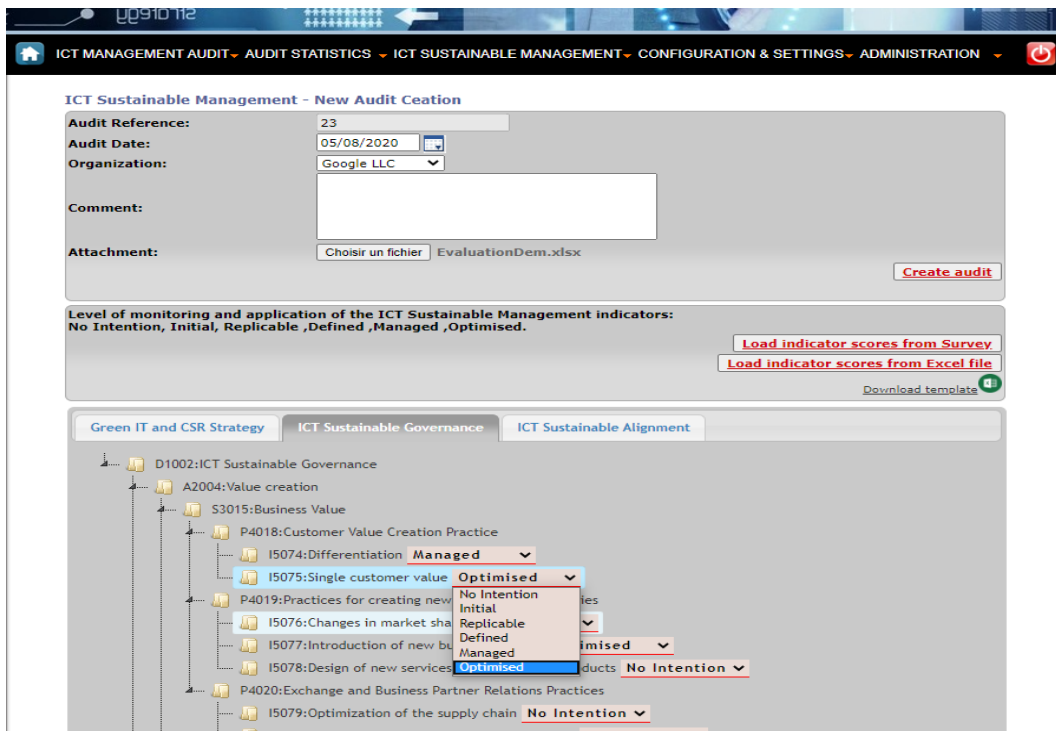 ICT MANAGEMENT AUDIT AUDIT STATISTICS ICT SUSTAINABLE MANAGEMENT CONFIGURATION & SETTINGS ADMINISTRATION
ICT Sustainable Management - New Audit Ceation
Audit Reference: 23
Audit Date: 05/08/2020
Organization: Google LLC
Comment:
Attachment: Choisir un fichier EvaluationDem.xlsx
Create audit
Level of monitoring and application of the ICT Sustainable Management indicators:
No Intention, Initial, Replicable ,Defined ,Managed ,Optimised.
Load indicator scores from Survey
Load indicator scores from Excel file
Download template
Green IT and CSR Strategy ICT Sustainable Governance ICT Sustainable Alignment
D1002:ICT Sustainable Governance
A2004:Value creation
S3015:Business Value
P4018:Customer Value Creation Practice
I5074:Differentiation Managed
I5075:Single customer value Optimised
No Intention
Initial
Replicable
Defined
Managed
Optimised
P4019:Practices for creating new
I5076:Changes in market
I5077:Introduction of new
I5078:Design of new services No Intention
P4020:Exchange and Business Partner Relations Practices
I5079:Optimization of the supply chain No Intention